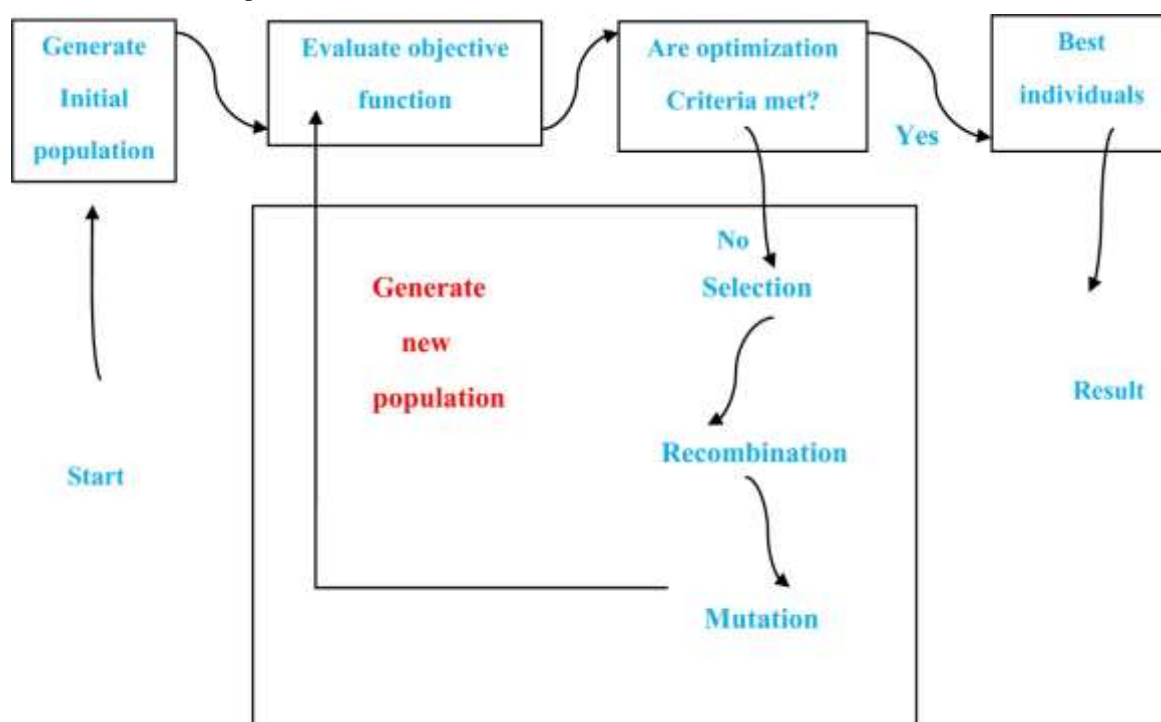 Generate
Initial
population
Evaluate objective
function
Are optimization
Criteria met?
Yes
Best
individuals
No
Generate
new
population
Selection
Recombination
Mutation
Result
Start